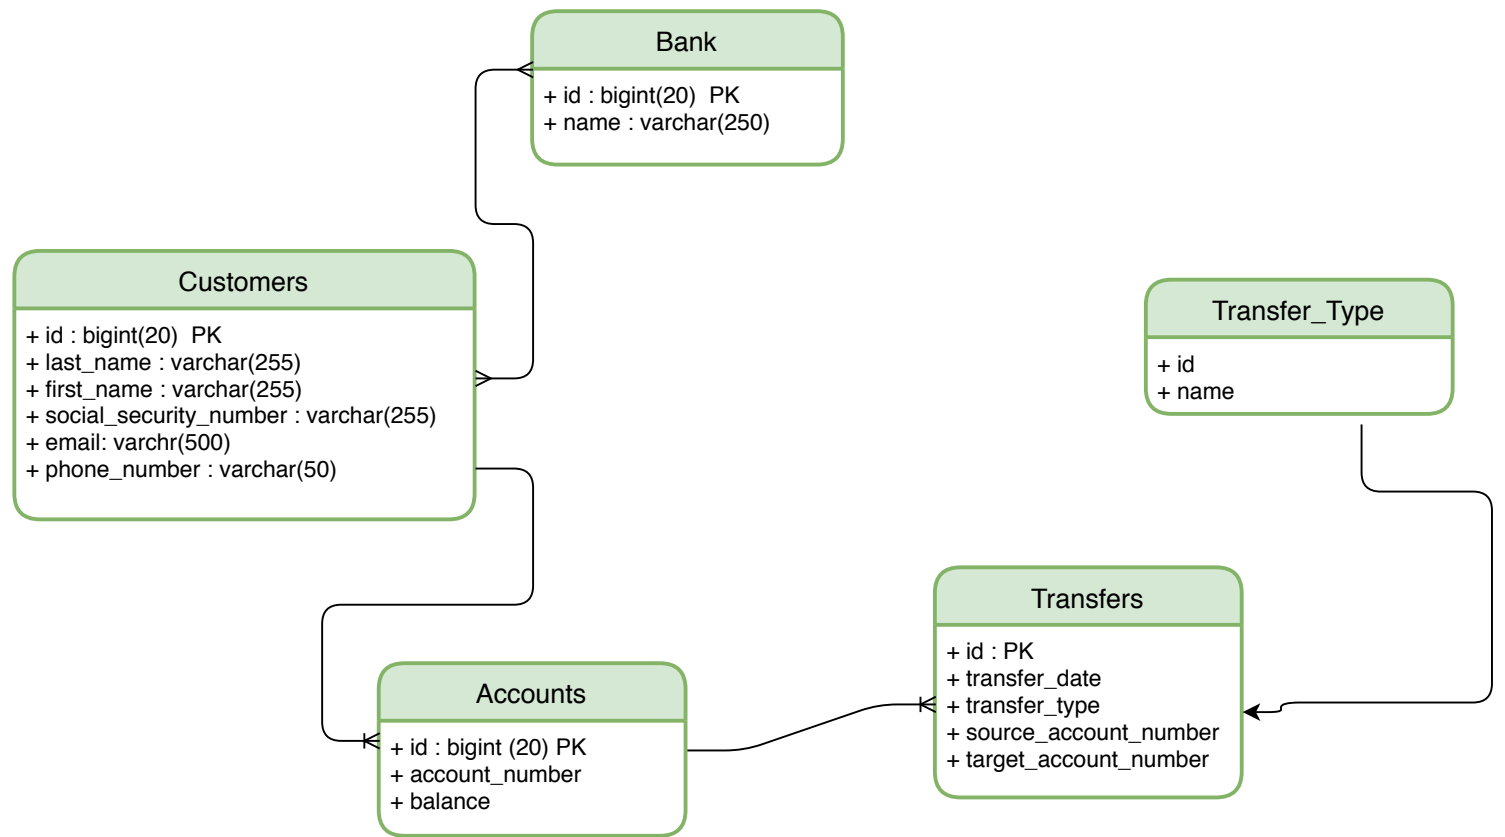 Bank
+ id : bigint(20)  PK
+ name : varchar(250)
Customers
+ id : bigint(20)  PK
+ last_name : varchar(255)
+ first_name : varchar(255)
+ social_security_number : varchar(255)
+ email: varchr(500)
+ phone_number : varchar(50)
Transfer_Type
+ id
+ name
Transfers
+ id : PK
+ transfer_date
+ transfer_type
+ source_account_number
+ target_account_number
Accounts
+ id : bigint (20) PK
+ account_number
+ balance